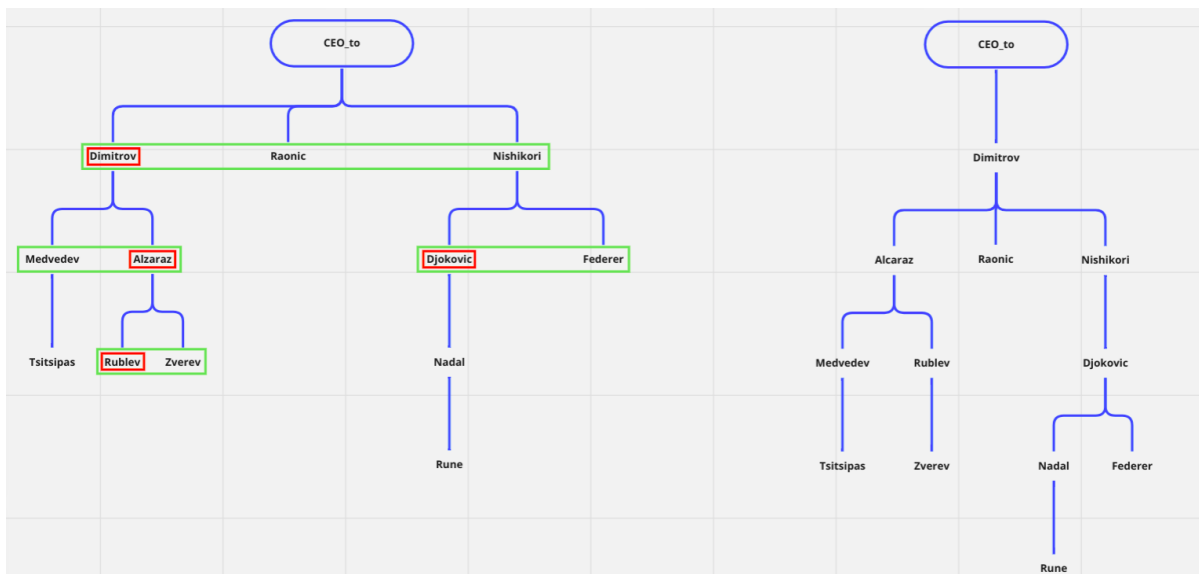 CEO_to
Dimitrov
Raonic
Nishikori
Medvedev
Alzaraz
Djokovic
Federer
Tsitsipas
Rublev
Zverev
Nadal
Rune
CEO_to
Dimitrov
Alcaraz
Raonic
Nishikori
Medvedev
Rublev
Djokovic
Tsitsipas
Zverev
Nadal
Federer
Rune